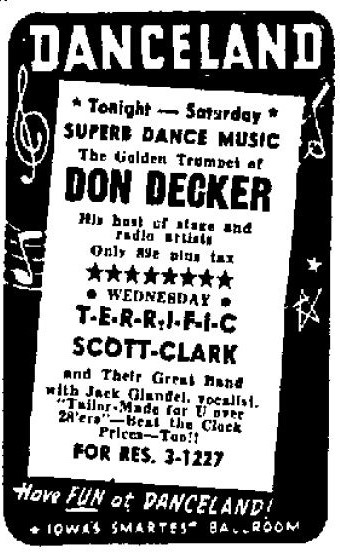 DANCELAND
* Tonight — Saturday *
SUPERB DANCE MUSIC
The Golden Trumpet of
DON DECKER
His host of stage and
radio artists
Only 89c plus tax
★★★★★★★★
• WEDNESDAY •
T-E-R-R-I-F-I-C
SCOTT-CLARK
and Their Great Band
with Jack vocalist.
"Tailor-Made for U over
28'ers"—Beat the Clock
Prices—Too!!
FOR RES. 3-1227
Have FUN at DANCELAND!
★ IOWA'S SMARTEST BALLROOM